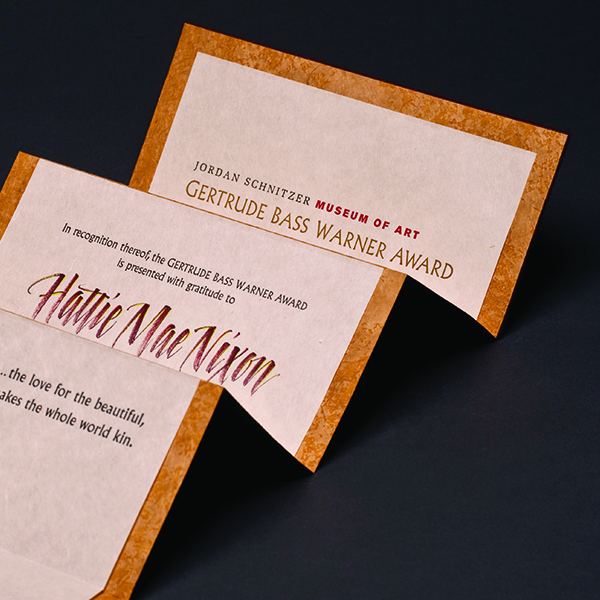 JORDAN SCHNITZER MUSEUM OF ART
GERTRUDE BASS WARNER AWARD
In recognition thereof, the GERTRUDE BASS WARNER AWARD
is presented with gratitude to
Hattie Mae Nixon
...the love for the beautiful,
akes the whole world kin.